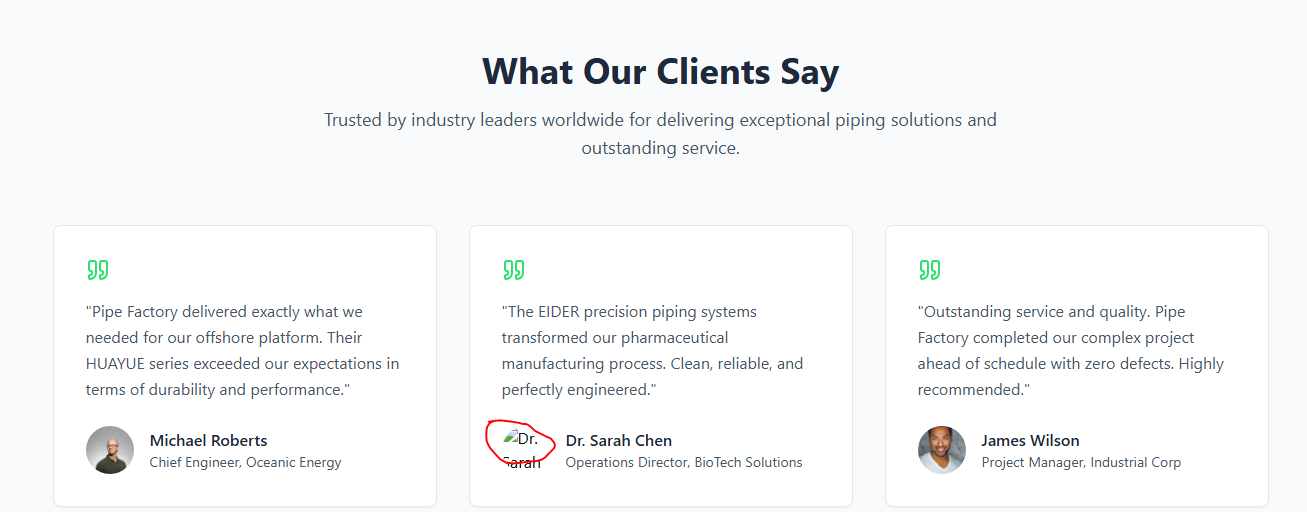 What Our Clients Say
Trusted by industry leaders worldwide for delivering exceptional piping solutions and
outstanding service.
"Pipe Factory delivered exactly what we
needed for our offshore platform. Their
HUAYUE series exceeded our expectations in
terms of durability and performance."
Michael Roberts
Chief Engineer, Oceanic Energy
"The EIDER precision piping systems
transformed our pharmaceutical
manufacturing process. Clean, reliable, and
perfectly engineered."
Dr.
Sarah
Dr. Sarah Chen
Operations Director, BioTech Solutions
"Outstanding service and quality. Pipe
Factory completed our complex project
ahead of schedule with zero defects. Highly
recommended."
James Wilson
Project Manager, Industrial Corp